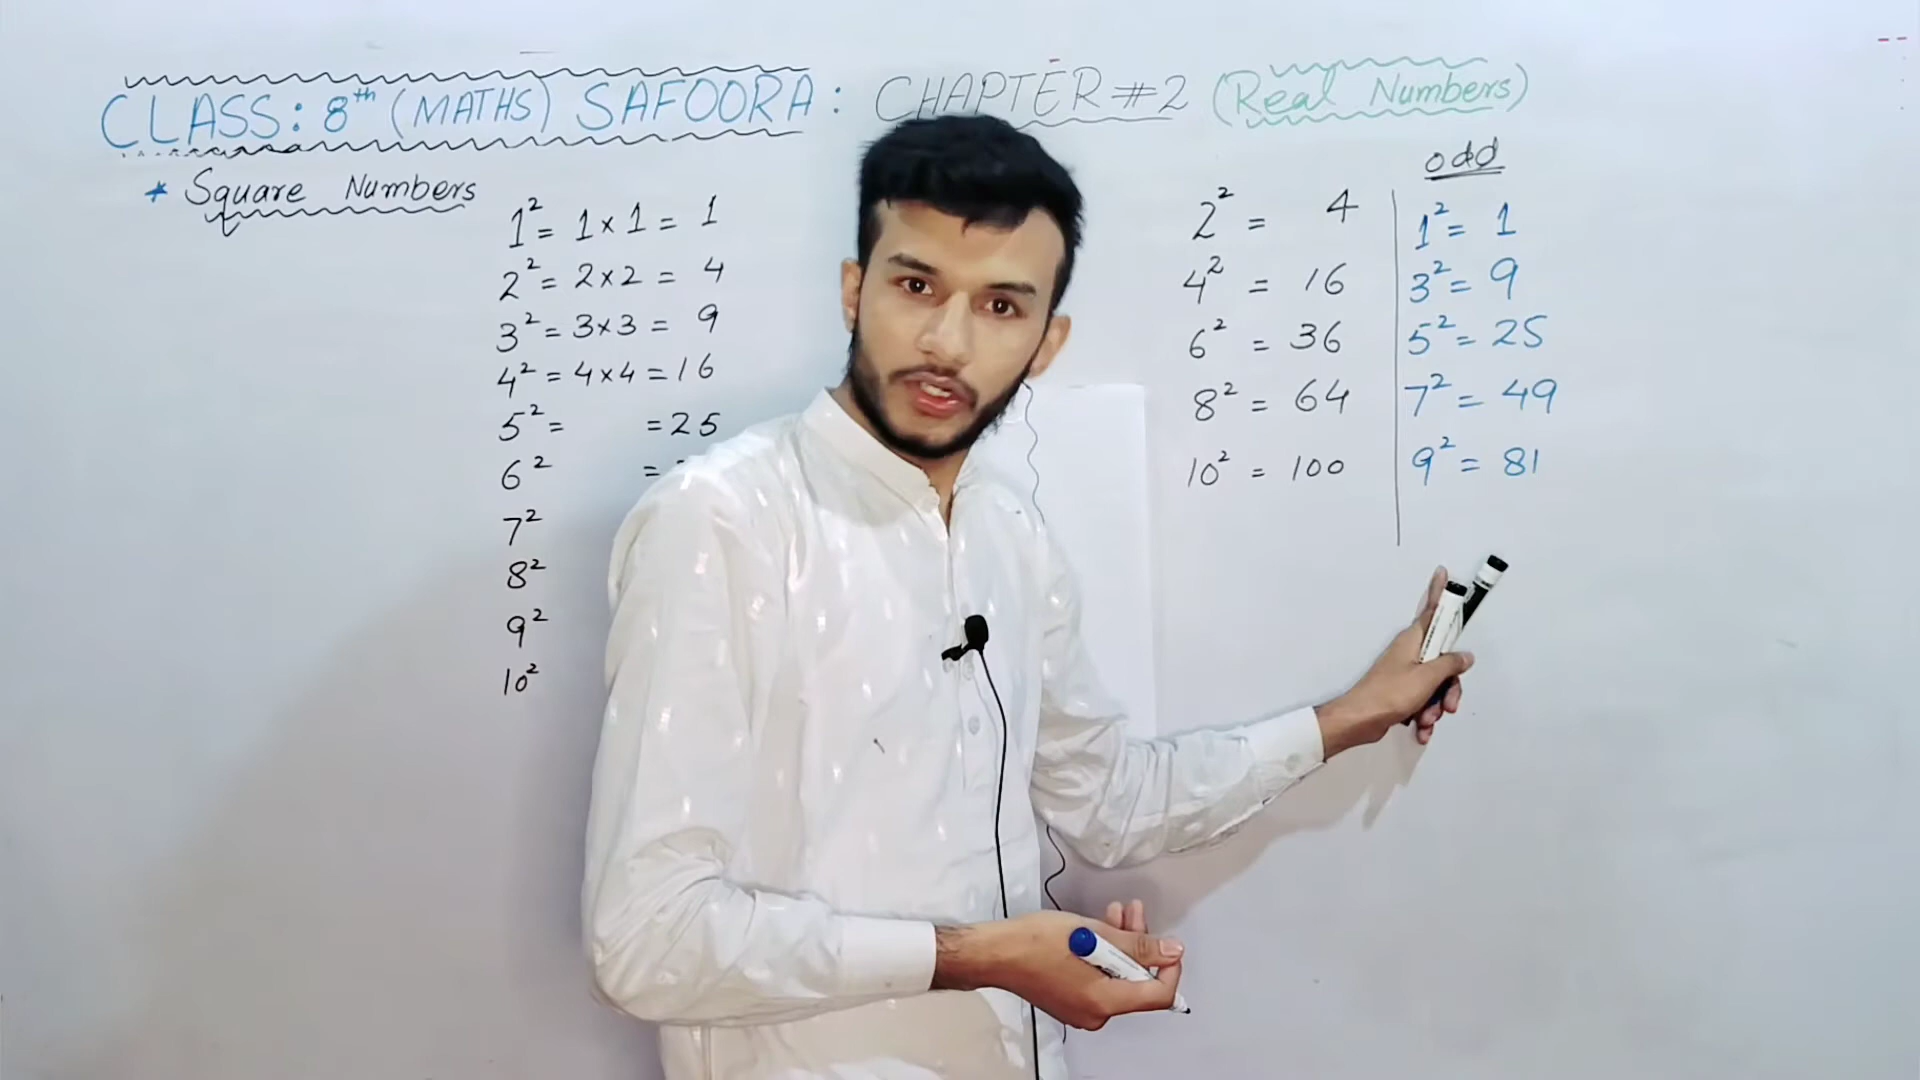 CLASS: 8th (MATHS) SAFOORA: CHAPTER #2 (Real Numbers)
* Square Numbers
1² = 1 × 1 = 1
2² = 2 × 2 = 4
3² = 3 × 3 = 9
4² = 4 × 4 = 16
5² = = 25
6² =
7²
8²
9²
10²
2² = 4
4² = 16
6² = 36
8² = 64
10² = 100
odd
1² = 1
3² = 9
5² = 25
7² = 49
9² = 81